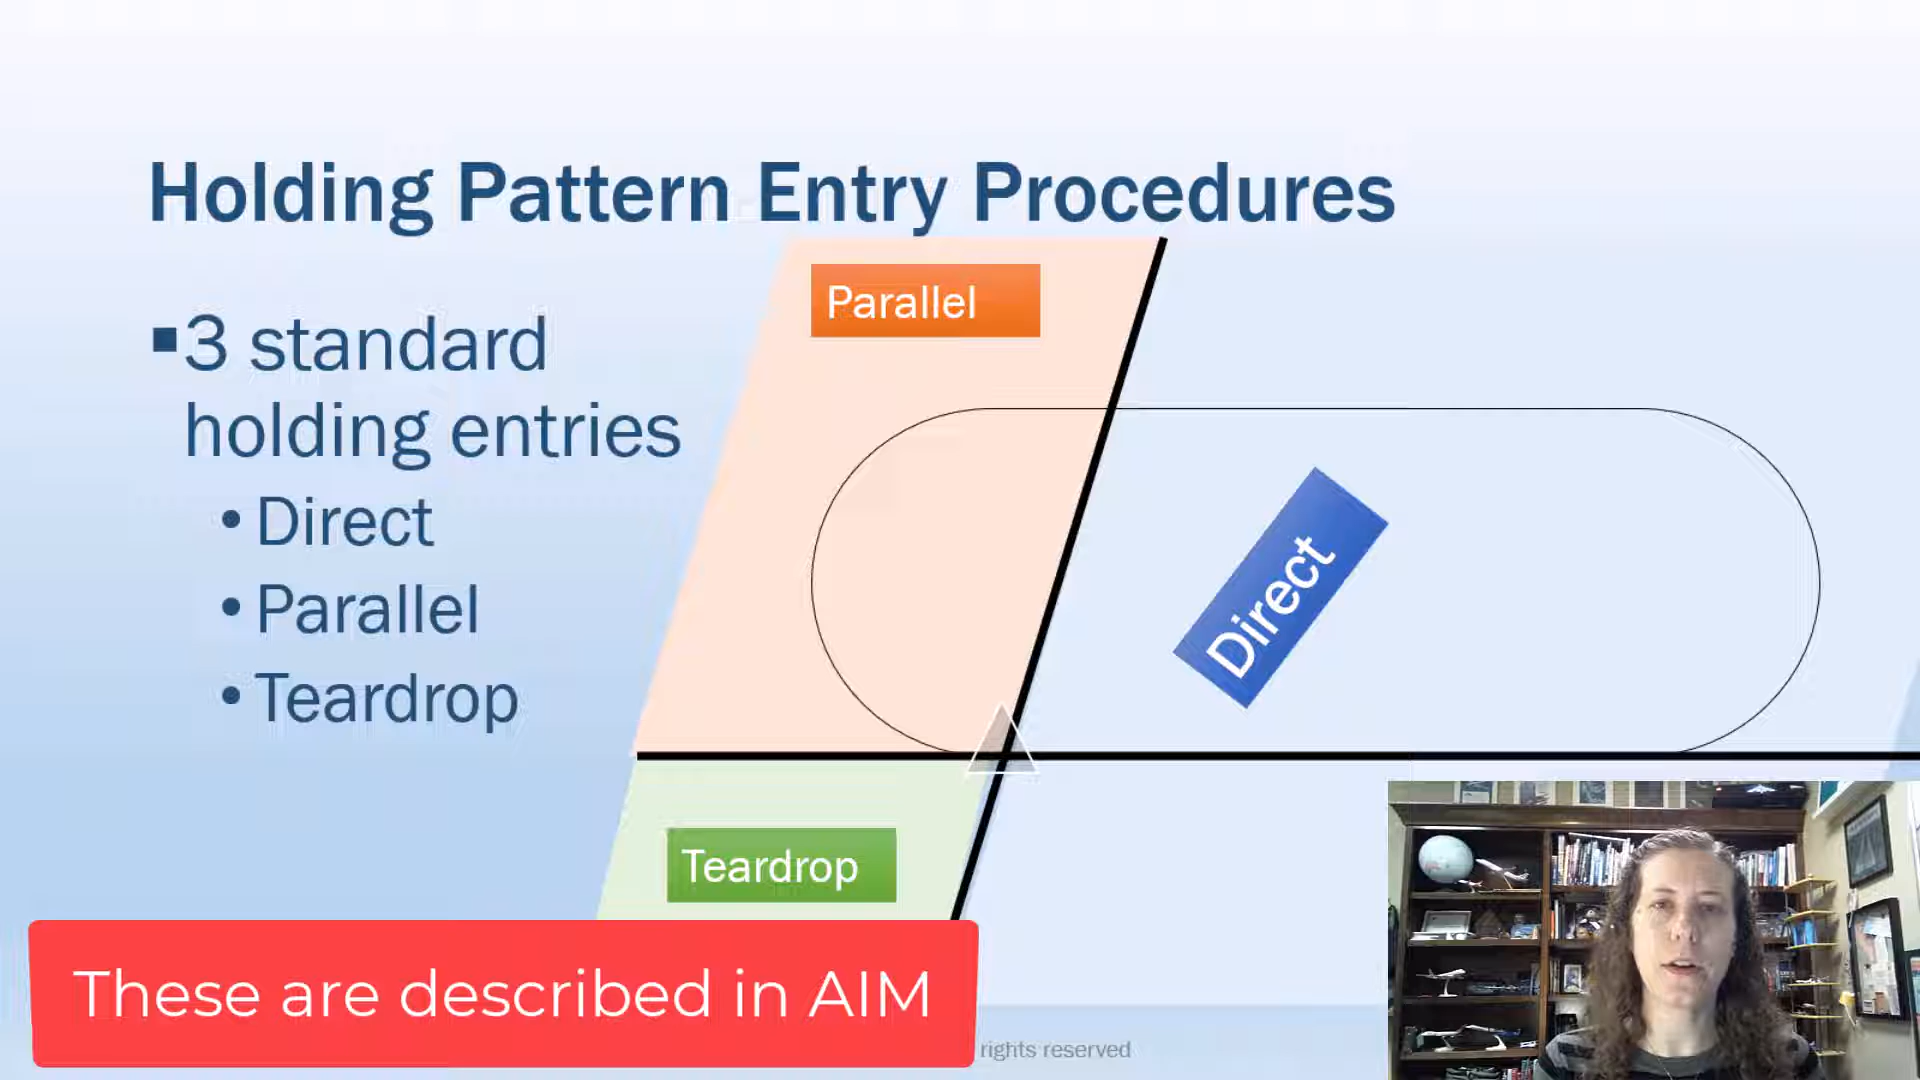 Holding Pattern Entry Procedures
▪3 standard
holding entries
• Direct
• Parallel
• Teardrop
Parallel
Direct
Teardrop
These are described in AIM
rights reserved